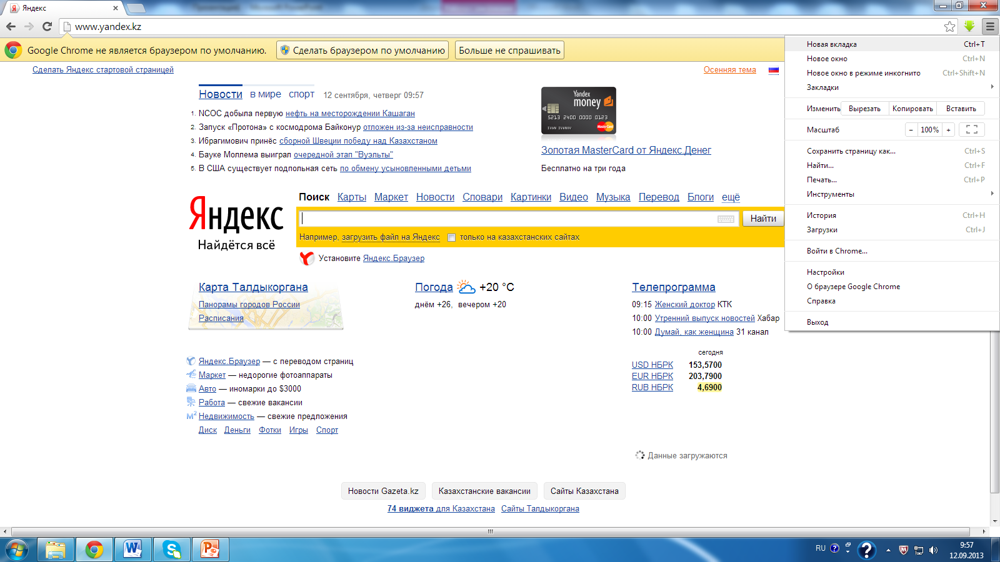 Яндекс
www.yandex.kz
Google Chrome не является браузером по умолчанию. Сделать браузером по умолчанию Больше не спрашивать
Сделать Яндекс стартовой страницей
Осенняя тема
Новости в мире спорт 12 сентября, четверг 09:57
1. NCOC добыла первую нефть на месторождении Кашаган
2. Запуск «Протона» с космодрома Байконур отложен из-за неисправности
3. Ибрагимович принёс сборной Швеции победу над Казахстаном
4. Бауке Моллема выиграл очередной этап "Вуэльты"
5. В США существует подпольная сеть по обмену усыновленными детьми
Yandex
money
5213 2400 0000 0123
IVAN IVANOV
MasterCard
Золотая MasterCard от Яндекс.Денег
Бесплатно на три года
Яндекс
Найдётся всё
Поиск Карты Маркет Новости Словари Картинки Видео Музыка Перевод Блоги ещё
Найти
Например, загрузить файл на Яндекс только на казахстанских сайтах
Установите Яндекс.Браузер
Карта Талдыкоргана
Панорамы городов России
Расписания
Погода +20 °C
днём +26, вечером +20
Телепрограмма
09:15 Женский доктор КТК
10:00 Утренний выпуск новостей Хабар
10:00 Думай, как женщина 31 канал
сегодня
USD НБРК 153,5700
EUR НБРК 203,7900
RUB НБРК 4,6900
Яндекс.Браузер — с переводом страниц
Маркет — недорогие фотоаппараты
Авто — иномарки до $3000
Работа — свежие вакансии
м² Недвижимость — свежие предложения
Диск Деньги Фотки Игры Спорт
Данные загружаются
Новости Gazeta.kz Казахстанские вакансии Сайты Казахстана
74 виджета для Казахстана Сайты Талдыкоргана
Новая вкладка Ctrl+T
Новое окно Ctrl+N
Новое окно в режиме инкогнито Ctrl+Shift+N
Закладки
Изменить Вырезать Копировать Вставить
Масштаб − 100% +
Сохранить страницу как... Ctrl+S
Найти... Ctrl+F
Печать... Ctrl+P
Инструменты
История Ctrl+H
Загрузки Ctrl+J
Войти в Chrome...
Настройки
О браузере Google Chrome
Справка
Выход
RU
9:57
12.09.2013